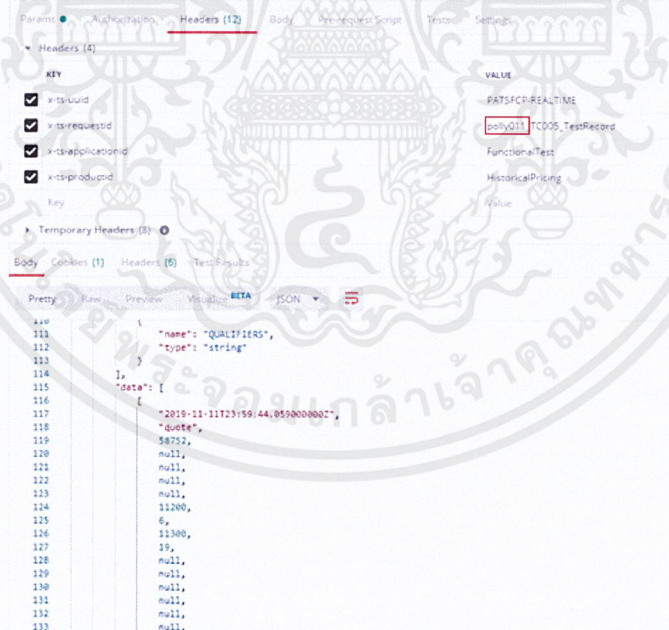 Params Authorization Headers (12) Body Pre-request Script Tests Settings
Headers (4)
KEY VALUE
x-ts-uuid PATSFCP-REALTIME
x-ts-requestid polly011_TC005_TestRecord
x-ts-applicationid FunctionalTest
x-ts-productid HistoricalPricing
Key Value
Temporary Headers (8)
Body Cookies (1) Headers (6) Test Results
Pretty Raw Preview Visualize BETA JSON
110 {
111 "name": "QUALIFIERS",
112 "type": "string"
113 }
114 ],
115 "data": [
116 [
117 "2019-11-11T23:59:44.059000000Z",
118 "quote",
119 58752,
120 null,
121 null,
122 null,
123 null,
124 11200,
125 6,
126 11300,
127 19,
128 null,
129 null,
130 null,
131 null,
132 null,
133 null,